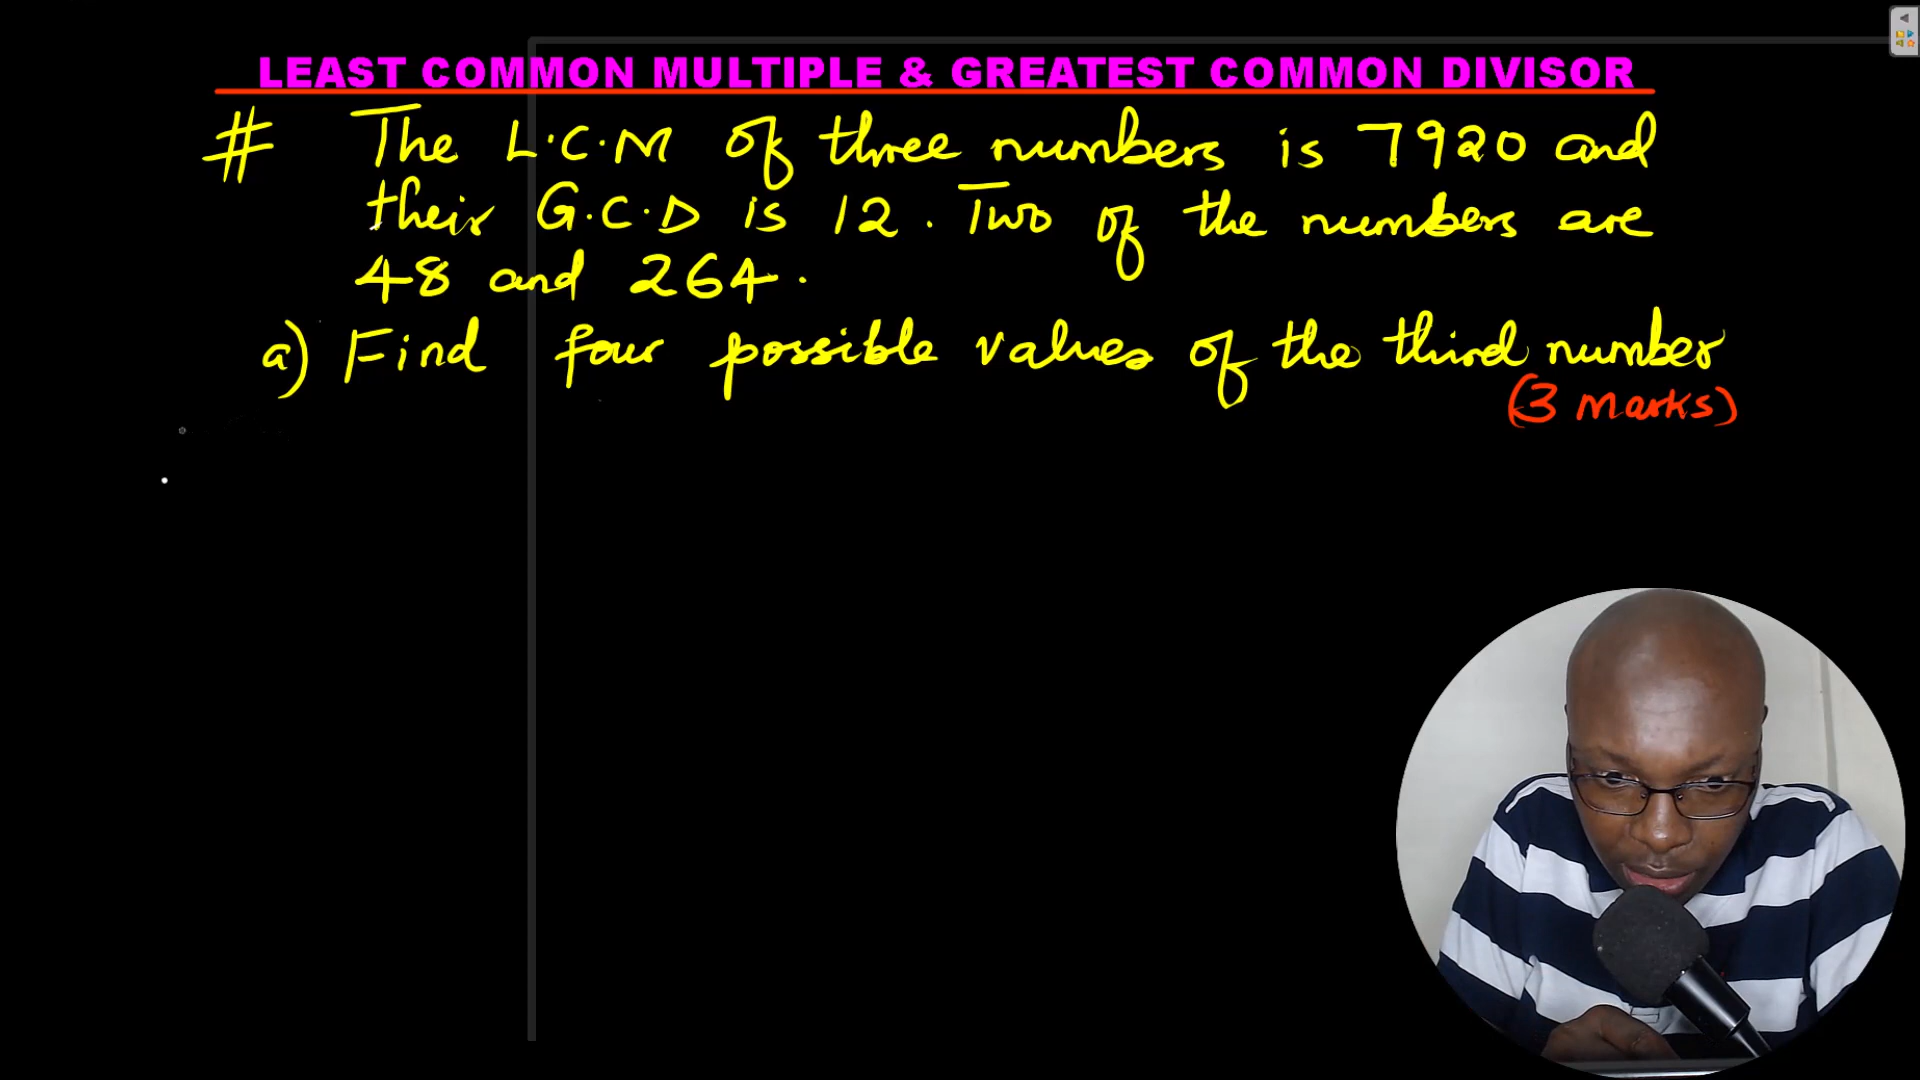 LEAST COMMON MULTIPLE & GREATEST COMMON DIVISOR
# The L.C.M of three numbers is 7920 and
their G.C.D is 12. Two of the numbers are
48 and 264.
a) Find four possible values of the third number
(3 marks)